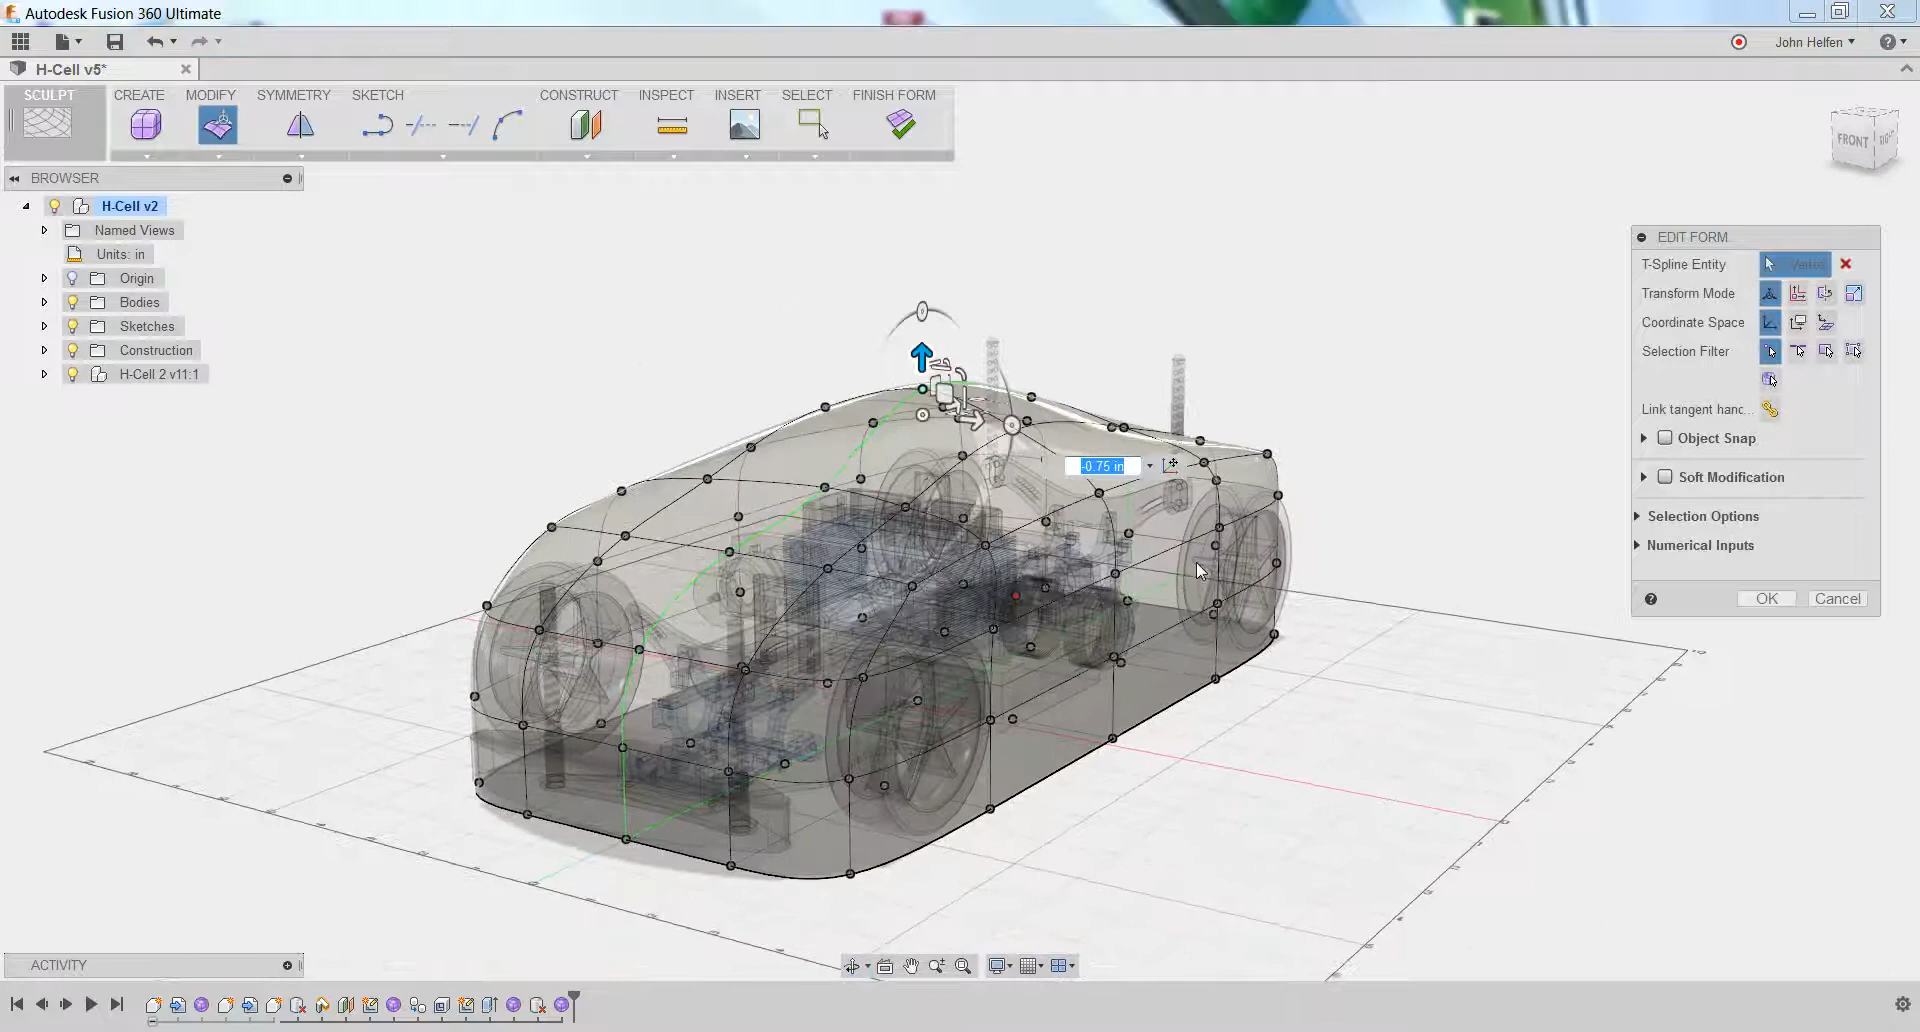 Autodesk Fusion 360 Ultimate
John Helfen
H-Cell v5*
SCULPT
CREATE MODIFY SYMMETRY SKETCH CONSTRUCT INSPECT INSERT SELECT FINISH FORM
FRONT RIGHT
BROWSER
H-Cell v2
Named Views
Units: in
Origin
Bodies
Sketches
Construction
H-Cell 2 v11:1
-0.75 in
EDIT FORM
T-Spline Entity
Transform Mode
Coordinate Space
Selection Filter
Link tangent hanc...
Object Snap
Soft Modification
Selection Options
Numerical Inputs
OK Cancel
ACTIVITY